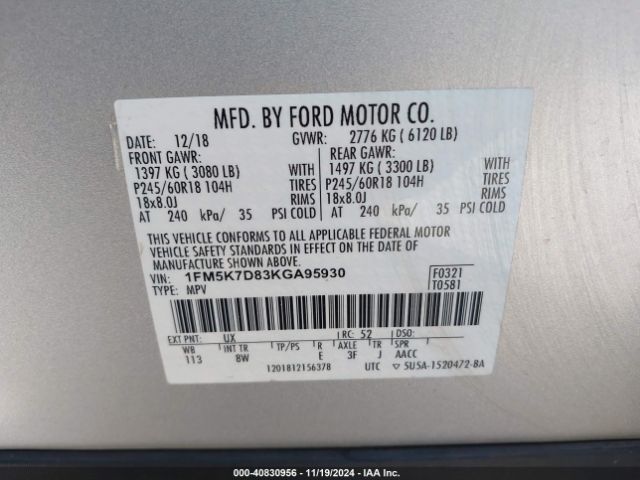 MFD. BY FORD MOTOR CO.
DATE: 12/18 GVWR: 2776 KG ( 6120 LB)
FRONT GAWR: REAR GAWR:
1397 KG ( 3080 LB) WITH 1497 KG ( 3300 LB) WITH
P245/60R18 104H TIRES P245/60R18 104H TIRES
18x8.0J RIMS 18x8.0J RIMS
AT 240 kPa/ 35 PSI COLD AT 240 kPa/ 35 PSI COLD
THIS VEHICLE CONFORMS TO ALL APPLICABLE FEDERAL MOTOR
VEHICLE SAFETY STANDARDS IN EFFECT ON THE DATE OF
MANUFACTURE SHOWN ABOVE.
VIN: 1FM5K7D83KGA95930 F0321
TYPE: MPV T0581
EXT PNT: UX RC: 52 DSO:
WB INT TR TP/PS R AXLE TR SPR
113 8W E 3F J AACC
1201812156378 UTC ▽ 5U5A-1520472-BA
000-40830956 | 11/19/2024 | IAA Holdings, LLC.